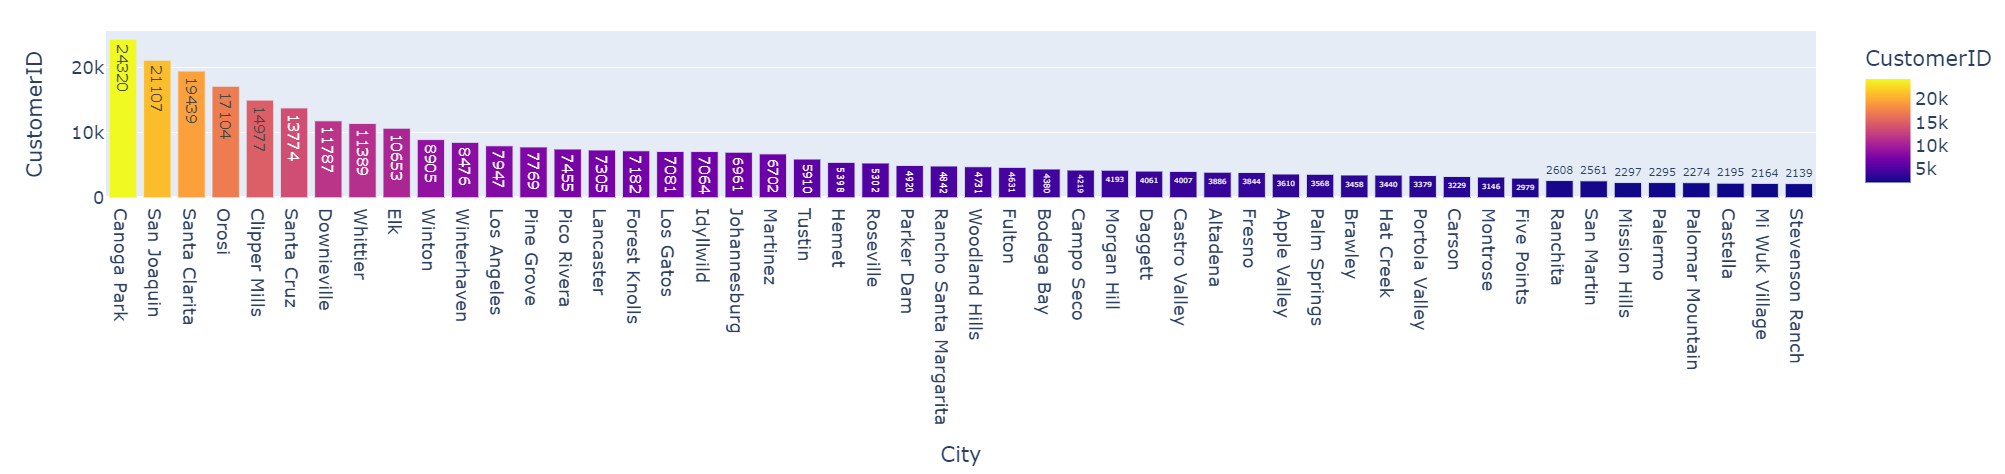 CustomerID
20k
10k
0
24320
21107
19439
17104
14977
13774
11787
11389
10653
8905
8476
7947
7769
7455
7305
7182
7081
7064
6961
6702
5910
5398
5302
4920
4842
4731
4631
4380
4219
4193
4061
4007
3886
3844
3610
3568
3458
3440
3379
3229
3146
2979
2608
2561
2297
2295
2274
2195
2164
2139
Canoga Park
San Joaquin
Santa Clarita
Orosi
Clipper Mills
Santa Cruz
Downieville
Whittier
Elk
Winton
Winterhaven
Los Angeles
Pine Grove
Pico Rivera
Lancaster
Forest Knolls
Los Gatos
Idyllwild
Johannesburg
Martinez
Tustin
Hemet
Roseville
Parker Dam
Rancho Santa Margarita
Woodland Hills
Fulton
Bodega Bay
Campo Seco
Morgan Hill
Daggett
Castro Valley
Altadena
Fresno
Apple Valley
Palm Springs
Brawley
Hat Creek
Portola Valley
Carson
Montrose
Five Points
Ranchita
San Martin
Mission Hills
Palermo
Palomar Mountain
Castella
Mi Wuk Village
Stevenson Ranch
City
CustomerID
20k
15k
10k
5k